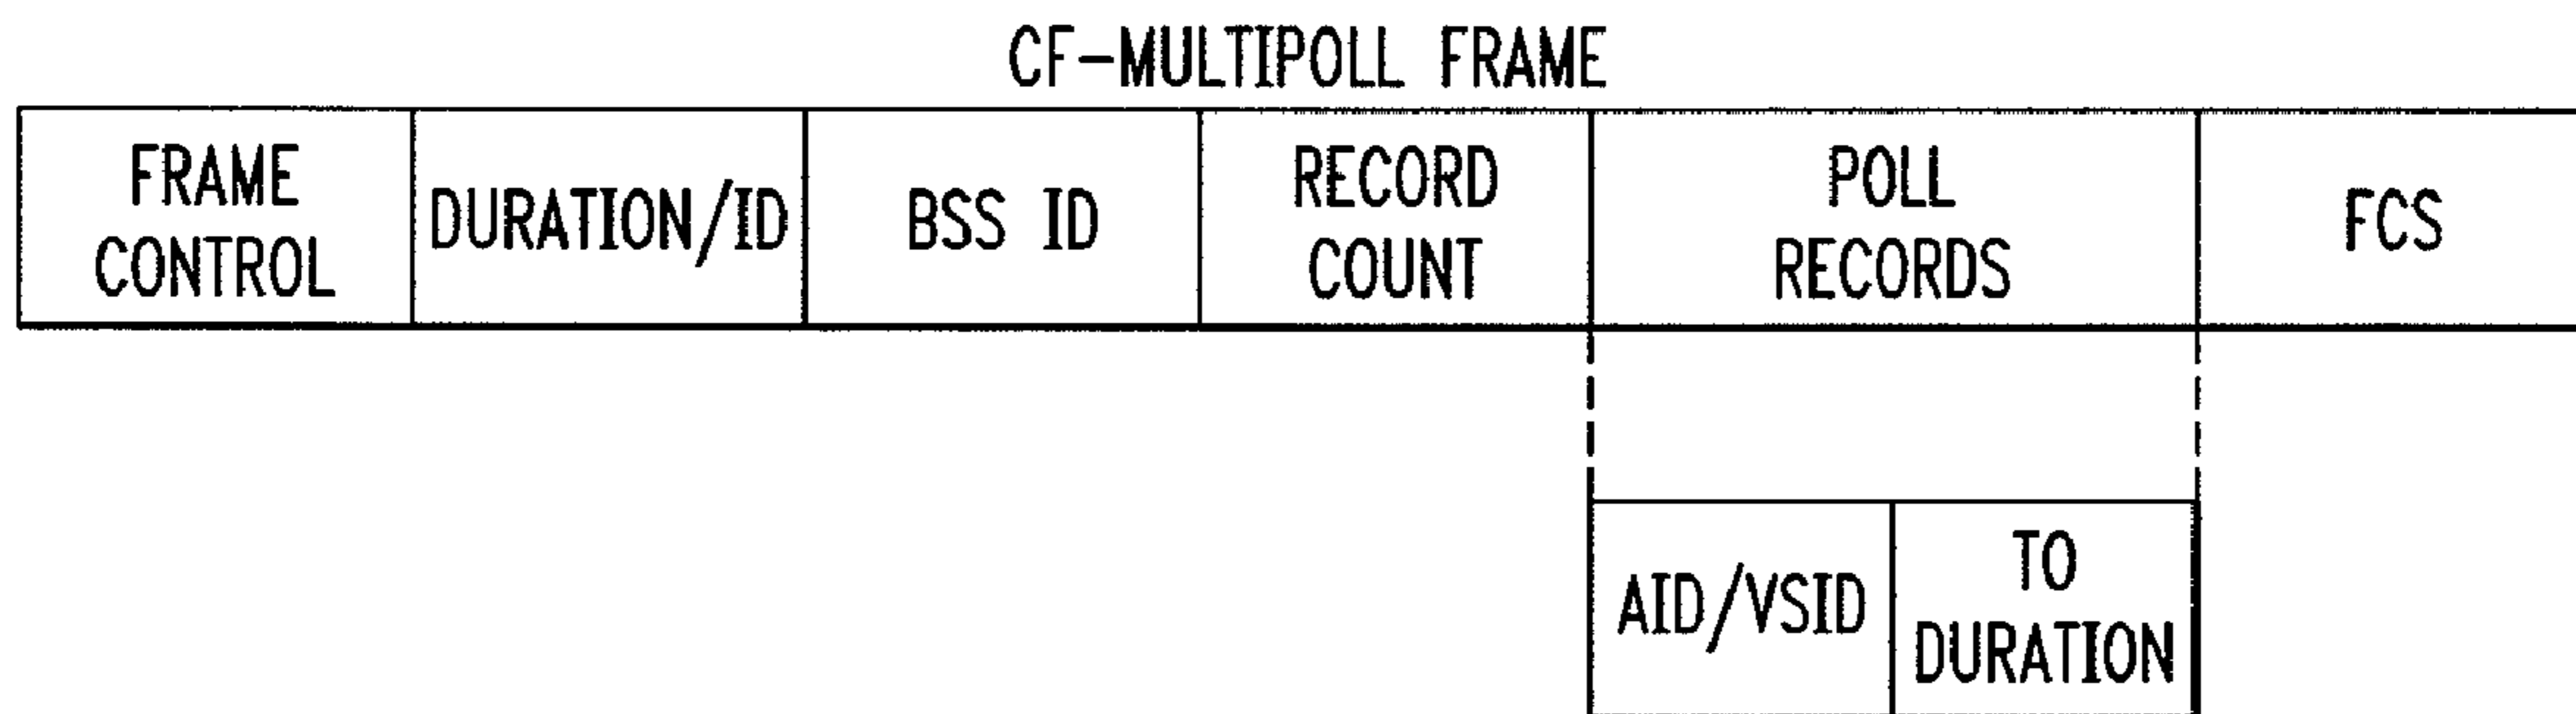 CF-MULTIPOLL FRAME
FRAME
CONTROL
DURATION/ID
BSS ID
RECORD
COUNT
POLL
RECORDS
FCS
AID/VSID
TO
DURATION